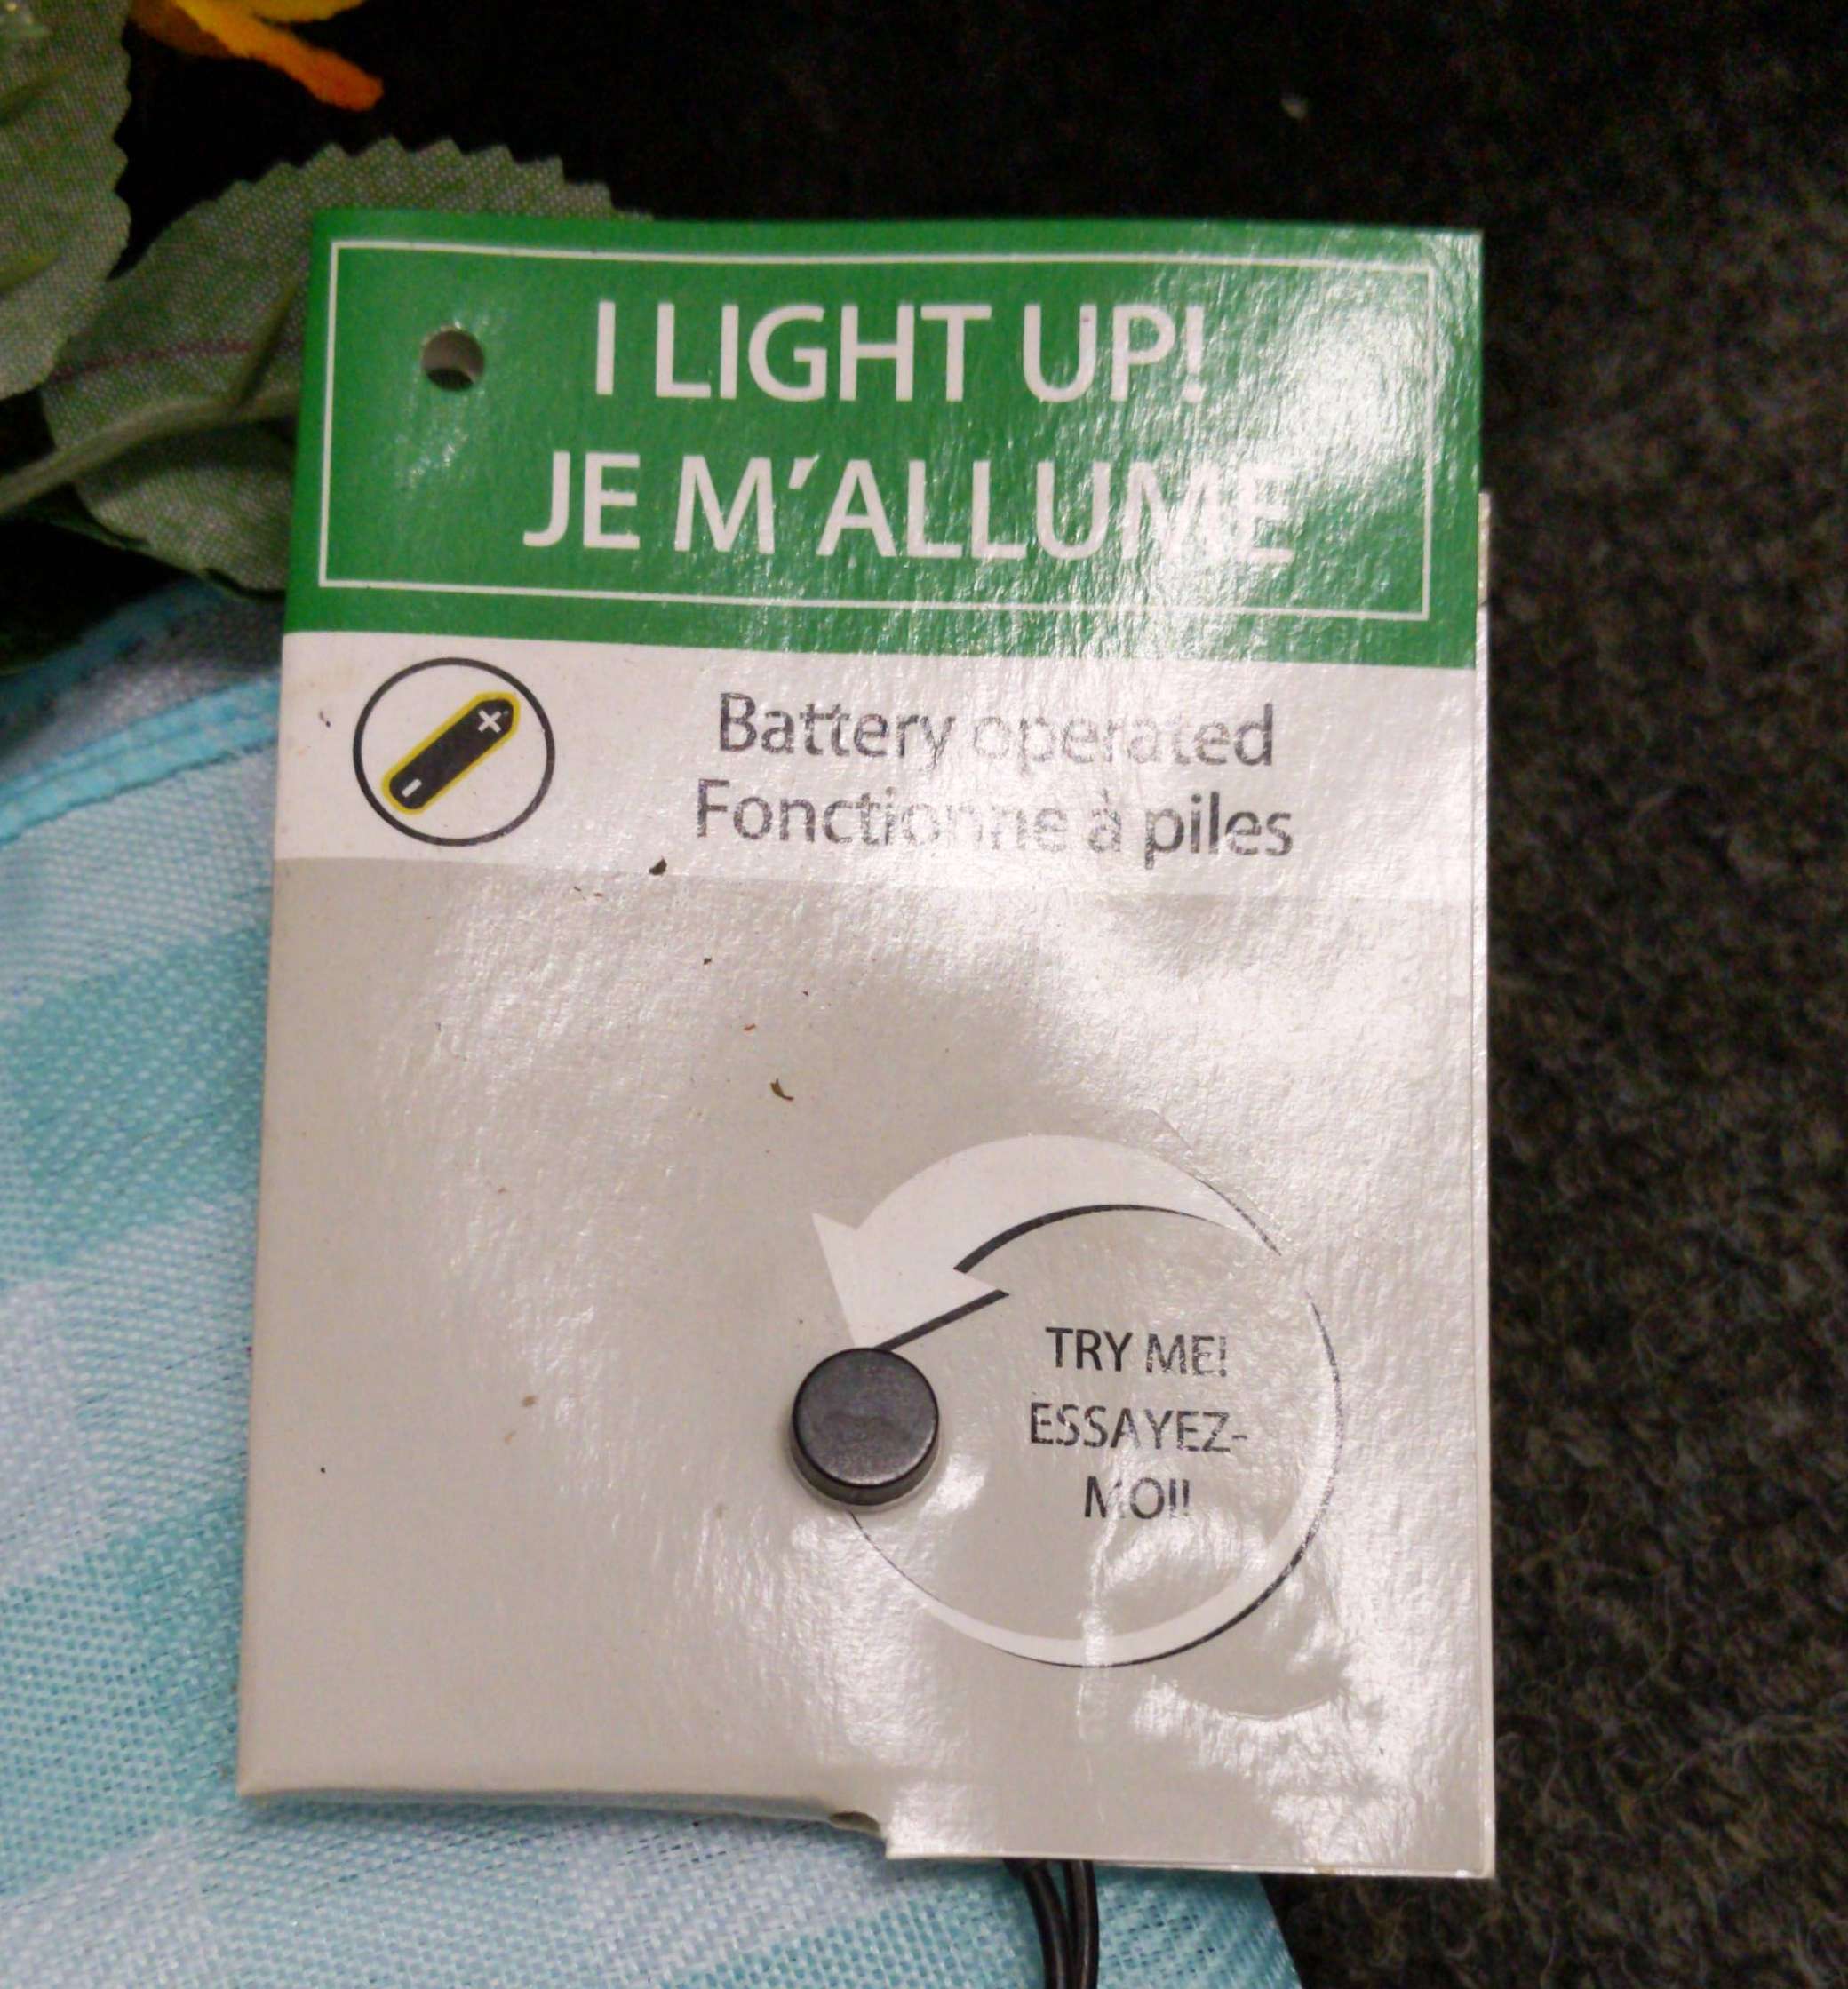 I LIGHT UP!
JE M'ALLUME
Battery operated
Fonctionne à piles
TRY ME!
ESSAYEZ-
MOI!